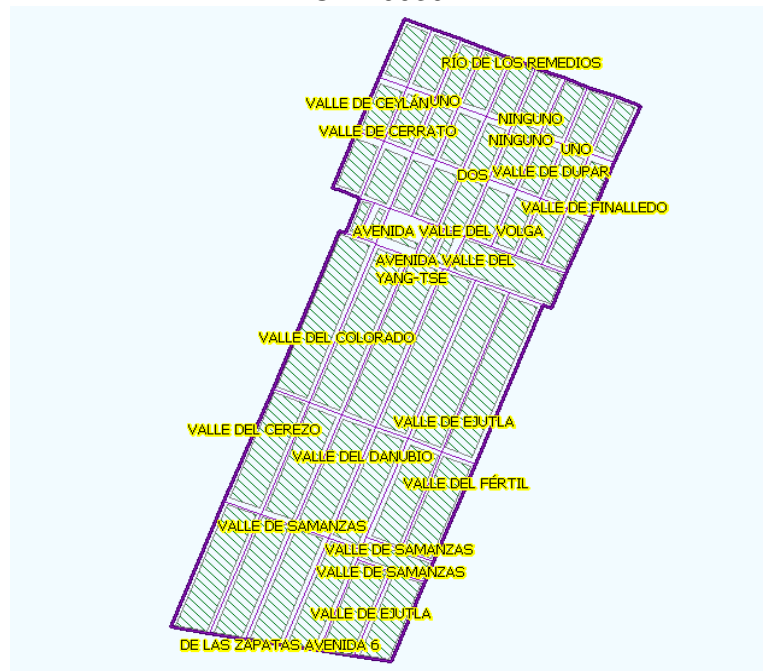 RÍO DE LOS REMEDIOS
VALLE DE CEYLÁN
UNO
NINGUNO
VALLE DE CERRATO
NINGUNO
UNO
DOS
VALLE DE DUPAR
VALLE DE FINALLEDO
AVENIDA VALLE DEL VOLGA
AVENIDA VALLE DEL
YANG-TSE
VALLE DEL COLORADO
VALLE DE EJUTLA
VALLE DEL CEREZO
VALLE DEL DANUBIO
VALLE DEL FÉRTIL
VALLE DE SAMANZAS
VALLE DE SAMANZAS
VALLE DE SAMANZAS
VALLE DE EJUTLA
DE LAS ZAPATAS AVENIDA 6